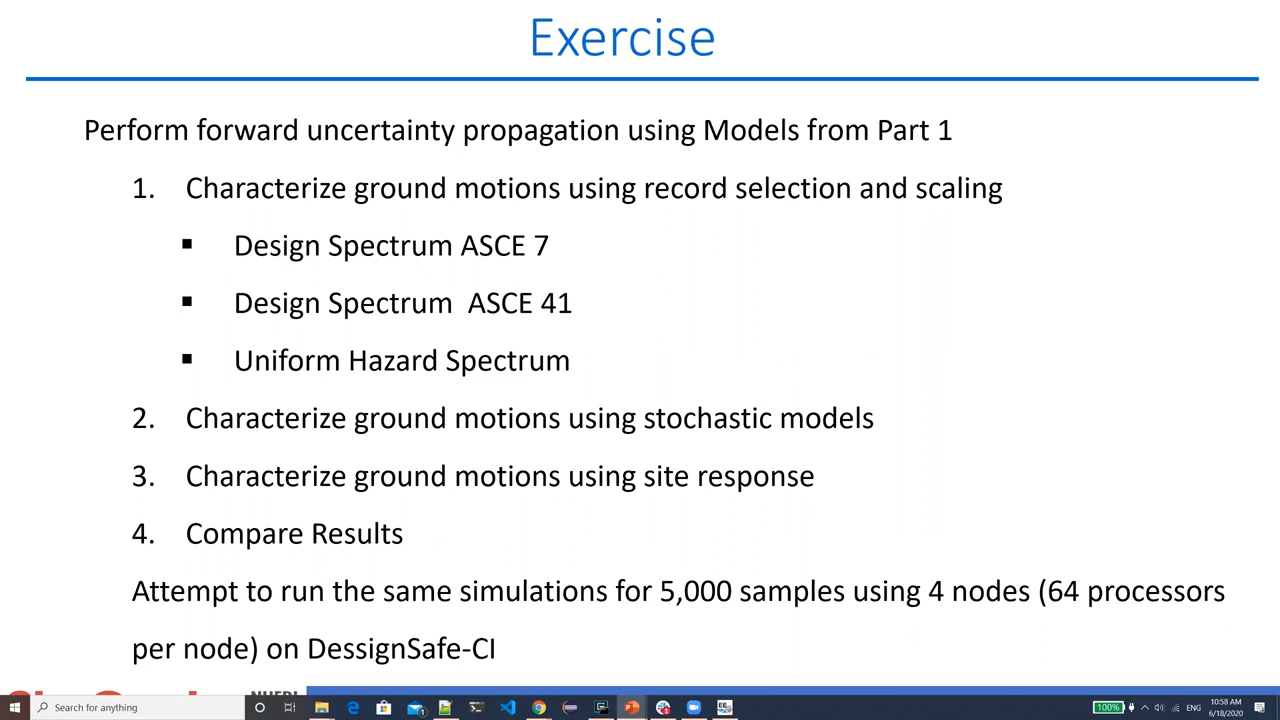 Exercise
Perform forward uncertainty propagation using Models from Part 1
1. Characterize ground motions using record selection and scaling
▪ Design Spectrum ASCE 7
▪ Design Spectrum ASCE 41
▪ Uniform Hazard Spectrum
2. Characterize ground motions using stochastic models
3. Characterize ground motions using site response
4. Compare Results
Attempt to run the same simulations for 5,000 samples using 4 nodes (64 processors
per node) on DessignSafe-CI
Search for anything
100%
ENG
10:58 AM
6/18/2020